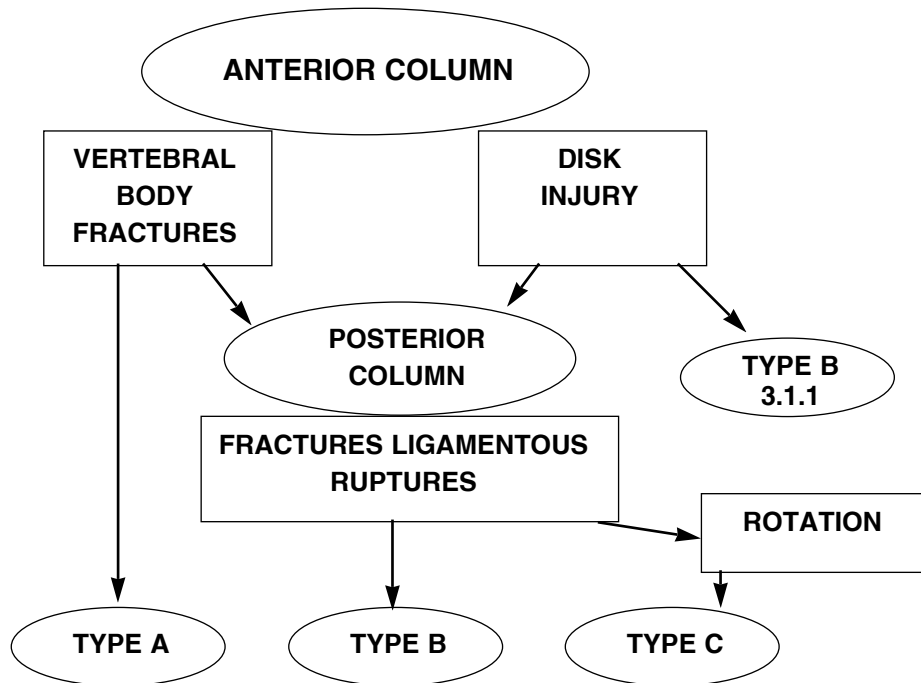 ANTERIOR COLUMN
VERTEBRAL
BODY
FRACTURES
DISK
INJURY
POSTERIOR
COLUMN
TYPE B
3.1.1
FRACTURES LIGAMENTOUS
RUPTURES
ROTATION
TYPE A
TYPE B
TYPE C